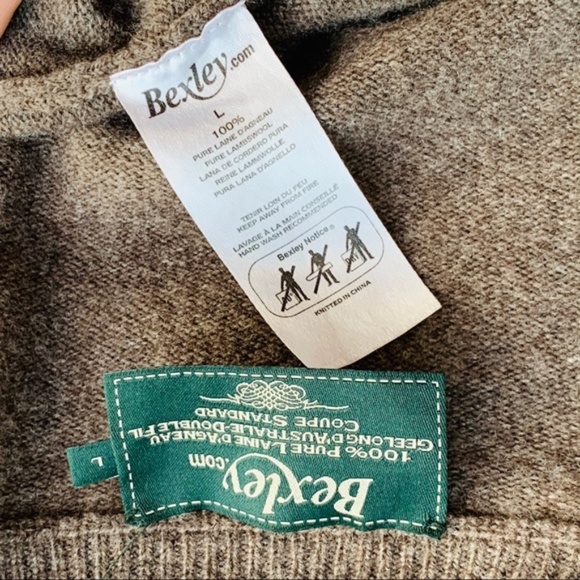 Bexley.com
L
100%
PURE LAINE D'AGNEAU
PURE LAMBSWOOL
LANA DE CORDERO PURA
REINE LAMMWOLLE
PURA LANA D'AGNELLO
TENIR LOIN DU FEU
KEEP AWAY FROM FIRE
LAVAGE À LA MAIN CONSEILLÉ
HAND WASH RECOMMENDED
Bexley Notice®
KNITTED IN CHINA
Bexley.com
100% PURE LAINE D'AGNEAU
GEELONG D'AUSTRALIE-DOUBLE FIL
COUPE STANDARD
L